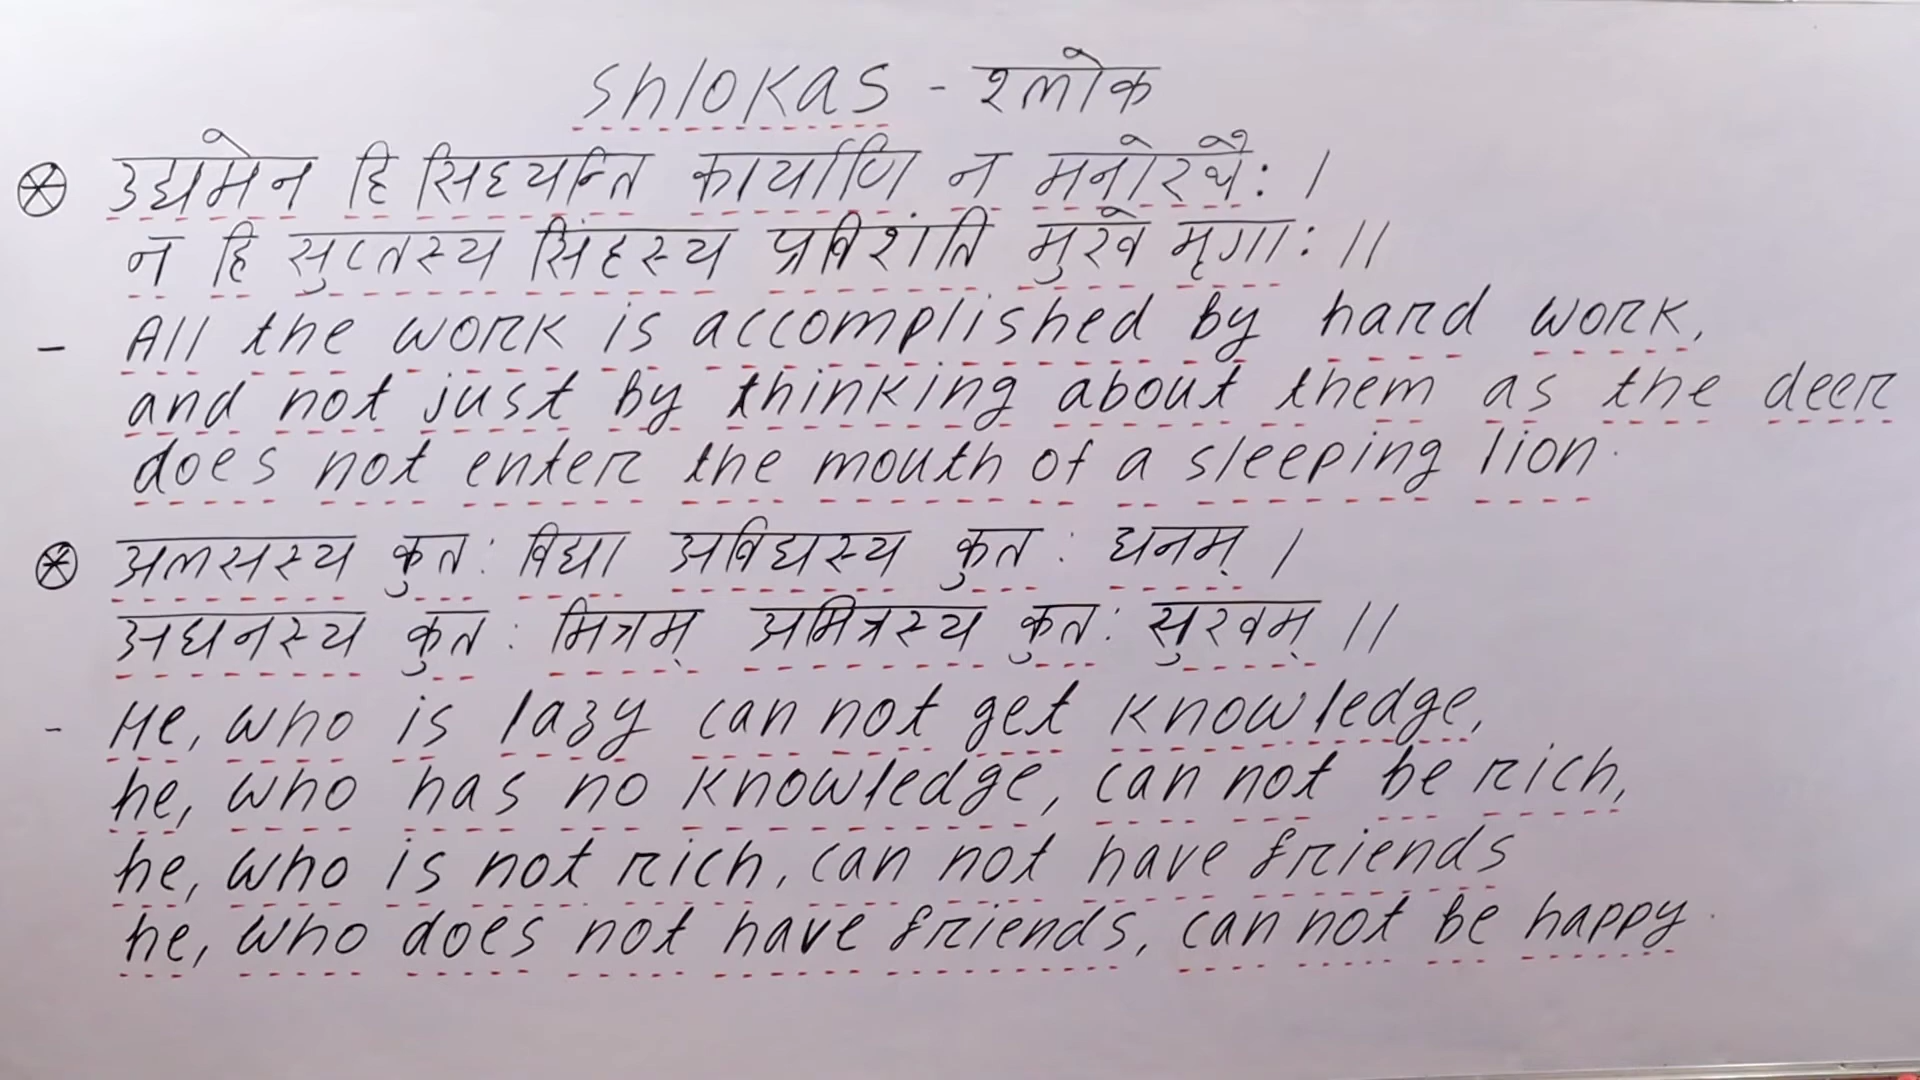 Shlokas - श्लोक
उद्यमेन हि सिद्दयन्ति कार्याणि न मनोरथैः ।
न हि सुप्तस्य सिंहस्य प्रविशंति मुखे मृगाः ॥
- All the work is accomplished by hard work,
and not just by thinking about them as the deer
does not enter the mouth of a sleeping lion.
अलसस्य कुतः विद्या अविद्यस्य कुतः धनम् ।
अधनस्य कुतः मित्रम् अमित्रस्य कुतः सुखम् ॥
- He, who is lazy can not get knowledge,
he, who has no knowledge, can not be rich,
he, who is not rich, can not have friends
he, who does not have friends, can not be happy.